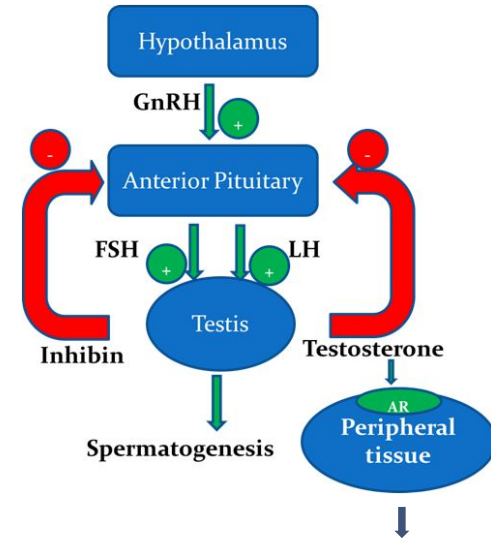 Hypothalamus
GnRH
+
-
-
Anterior Pituitary
FSH
LH
+
+
Testis
Inhibin
Testosterone
AR
Peripheral
tissue
Spermatogenesis